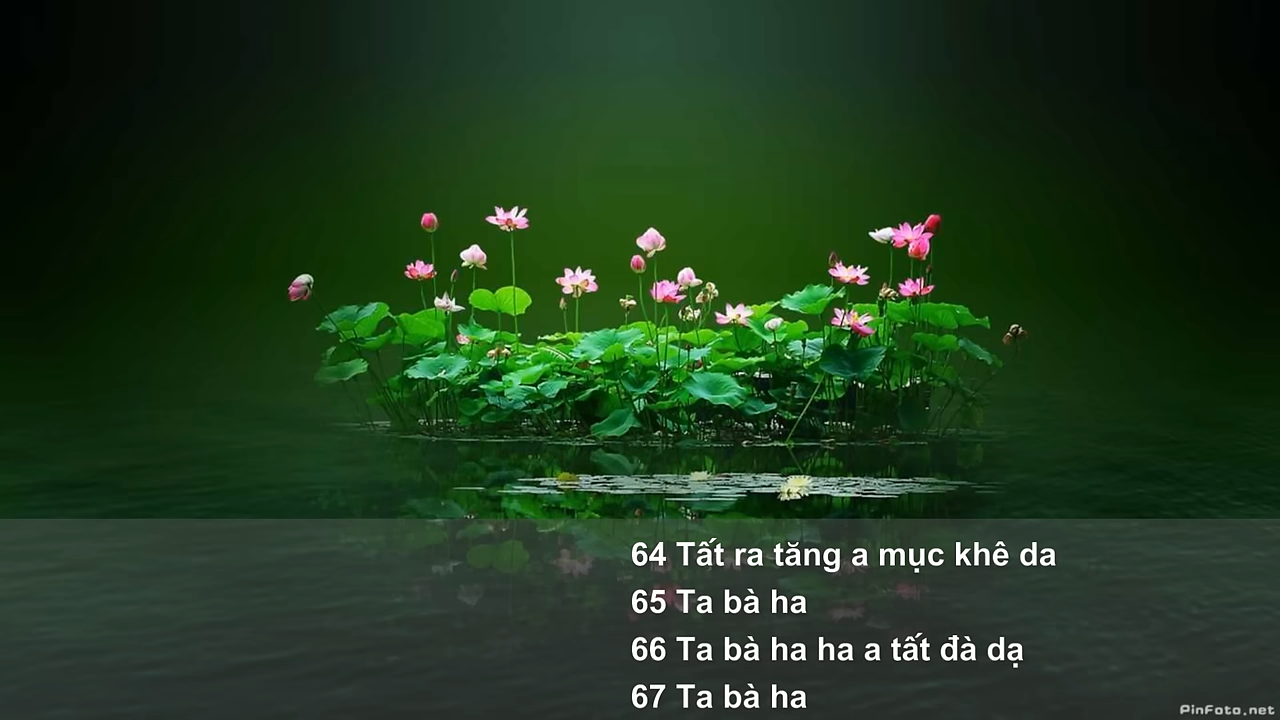 64 Tất ra tăng a mục khê da
65 Ta bà ha
66 Ta bà ha ha a tất đà dạ
67 Ta bà ha
PinFoto.net